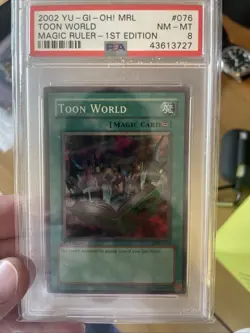 2002 YU-GI-OH! MRL #076
TOON WORLD NM-MT
MAGIC RULER-1ST EDITION 8
PSA 43613727
TOON WORLD
[MAGIC CARD]